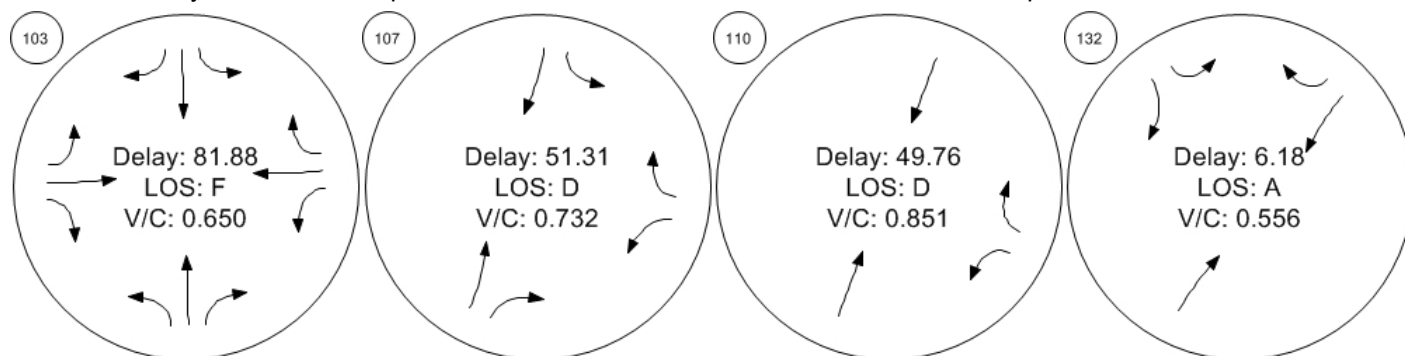 103
Delay: 81.88
LOS: F
V/C: 0.650
107
Delay: 51.31
LOS: D
V/C: 0.732
110
Delay: 49.76
LOS: D
V/C: 0.851
132
Delay: 6.18
LOS: A
V/C: 0.556